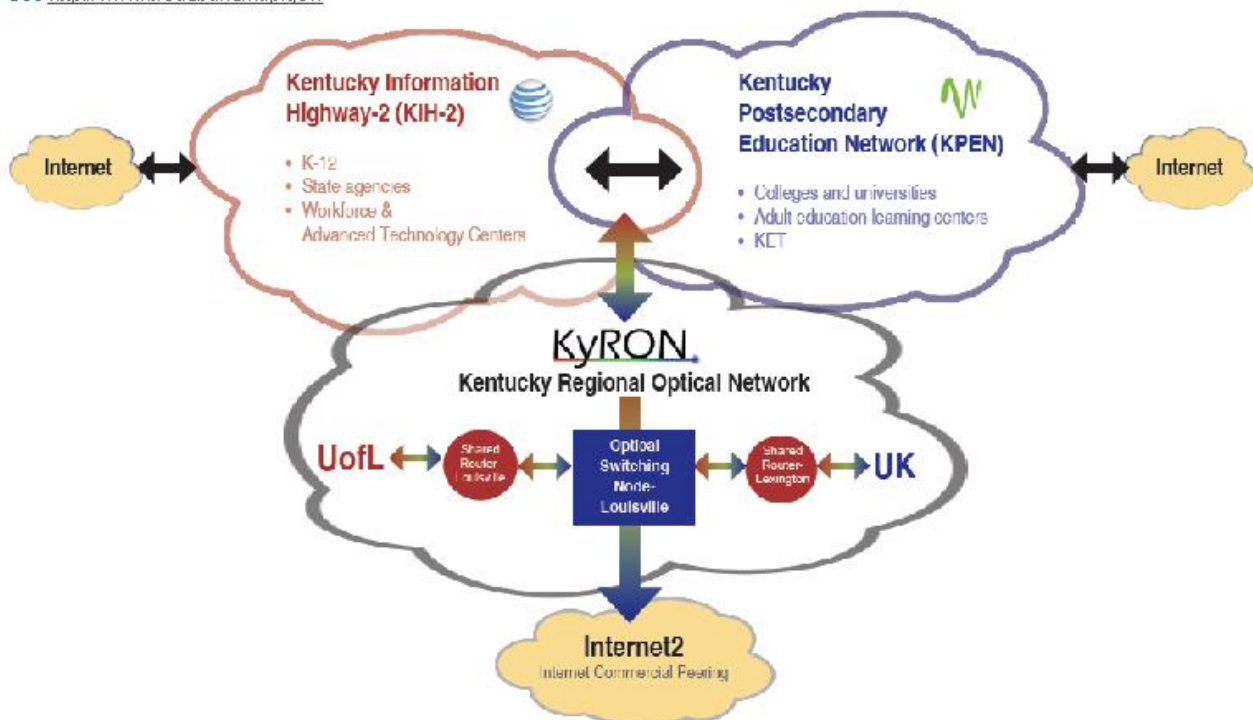 Kentucky Information
Highway-2 (KIH-2)
• K-12
• State agencies
• Workforce &
Advanced Technology Centers
Kentucky
Postsecondary
Education Network (KPEN)
• Colleges and universities
• Adult education learning centers
• KET
Internet
Internet
KyRON
Kentucky Regional Optical Network
UofL
Shared
Router-
Louisville
Optical
Switching
Node-
Louisville
Shared
Router-
Lexington
UK
Internet2
Internet Commercial Peering